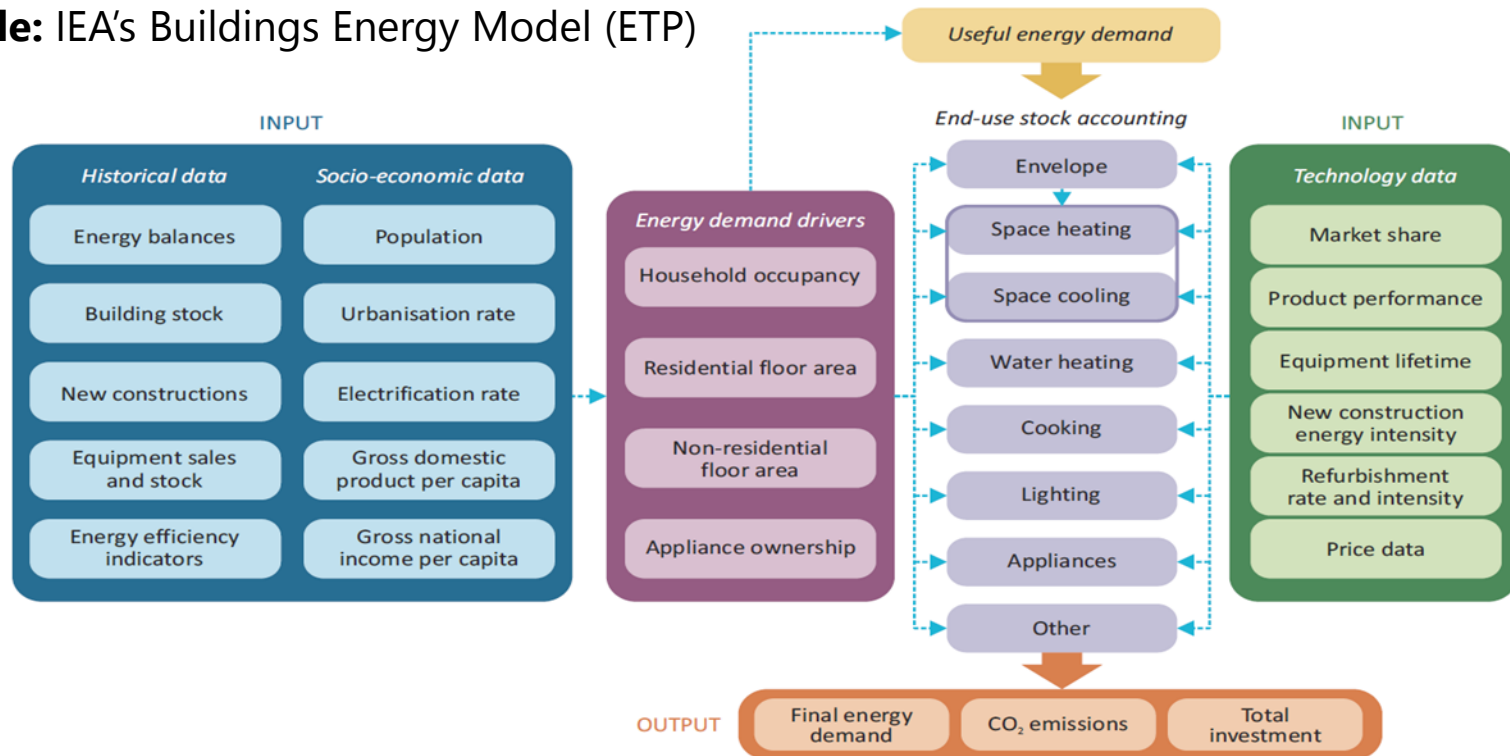 le: IEA's Buildings Energy Model (ETP)
Useful energy demand
INPUT
Historical data
Energy balances
Building stock
New constructions
Equipment sales
and stock
Energy efficiency
indicators
Socio-economic data
Population
Urbanisation rate
Electrification rate
Gross domestic
product per capita
Gross national
income per capita
Energy demand drivers
Household occupancy
Residential floor area
Non-residential
floor area
Appliance ownership
End-use stock accounting
Envelope
Space heating
Space cooling
Water heating
Cooking
Lighting
Appliances
Other
INPUT
Technology data
Market share
Product performance
Equipment lifetime
New construction
energy intensity
Refurbishment
rate and intensity
Price data
OUTPUT
Final energy
demand
CO₂ emissions
Total
investment